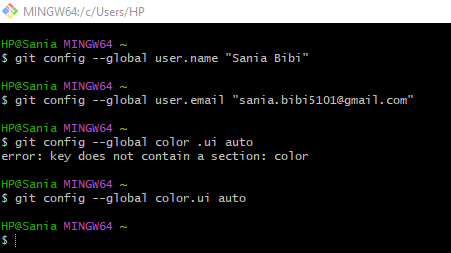 MINGW64:/c/Users/HP
HP@Sania MINGW64 ~
$ git config --global user.name "Sania Bibi"
HP@Sania MINGW64 ~
$ git config --global user.email "sania.bibi5101@gmail.com"
HP@Sania MINGW64 ~
$ git config --global color .ui auto
error: key does not contain a section: color
HP@Sania MINGW64 ~
$ git config --global color.ui auto
HP@Sania MINGW64 ~
$